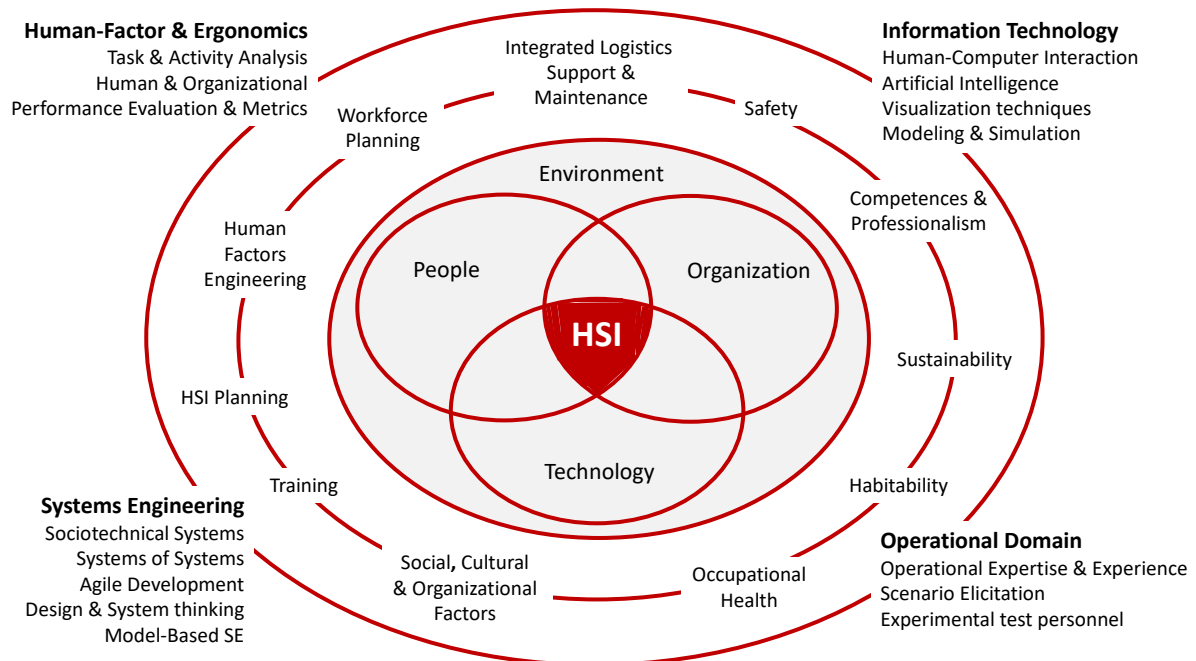 Human-Factor & Ergonomics
Task & Activity Analysis
Human & Organizational
Performance Evaluation & Metrics
Information Technology
Human-Computer Interaction
Artificial Intelligence
Visualization techniques
Modeling & Simulation
Integrated Logistics
Support &
Maintenance
Workforce
Planning
Safety
Human
Factors
Engineering
Competences &
Professionalism
Environment
People
Organization
HSI
Technology
HSI Planning
Sustainability
Training
Habitability
Social, Cultural
& Organizational
Factors
Occupational
Health
Systems Engineering
Sociotechnical Systems
Systems of Systems
Agile Development
Design & System thinking
Model-Based SE
Operational Domain
Operational Expertise & Experience
Scenario Elicitation
Experimental test personnel